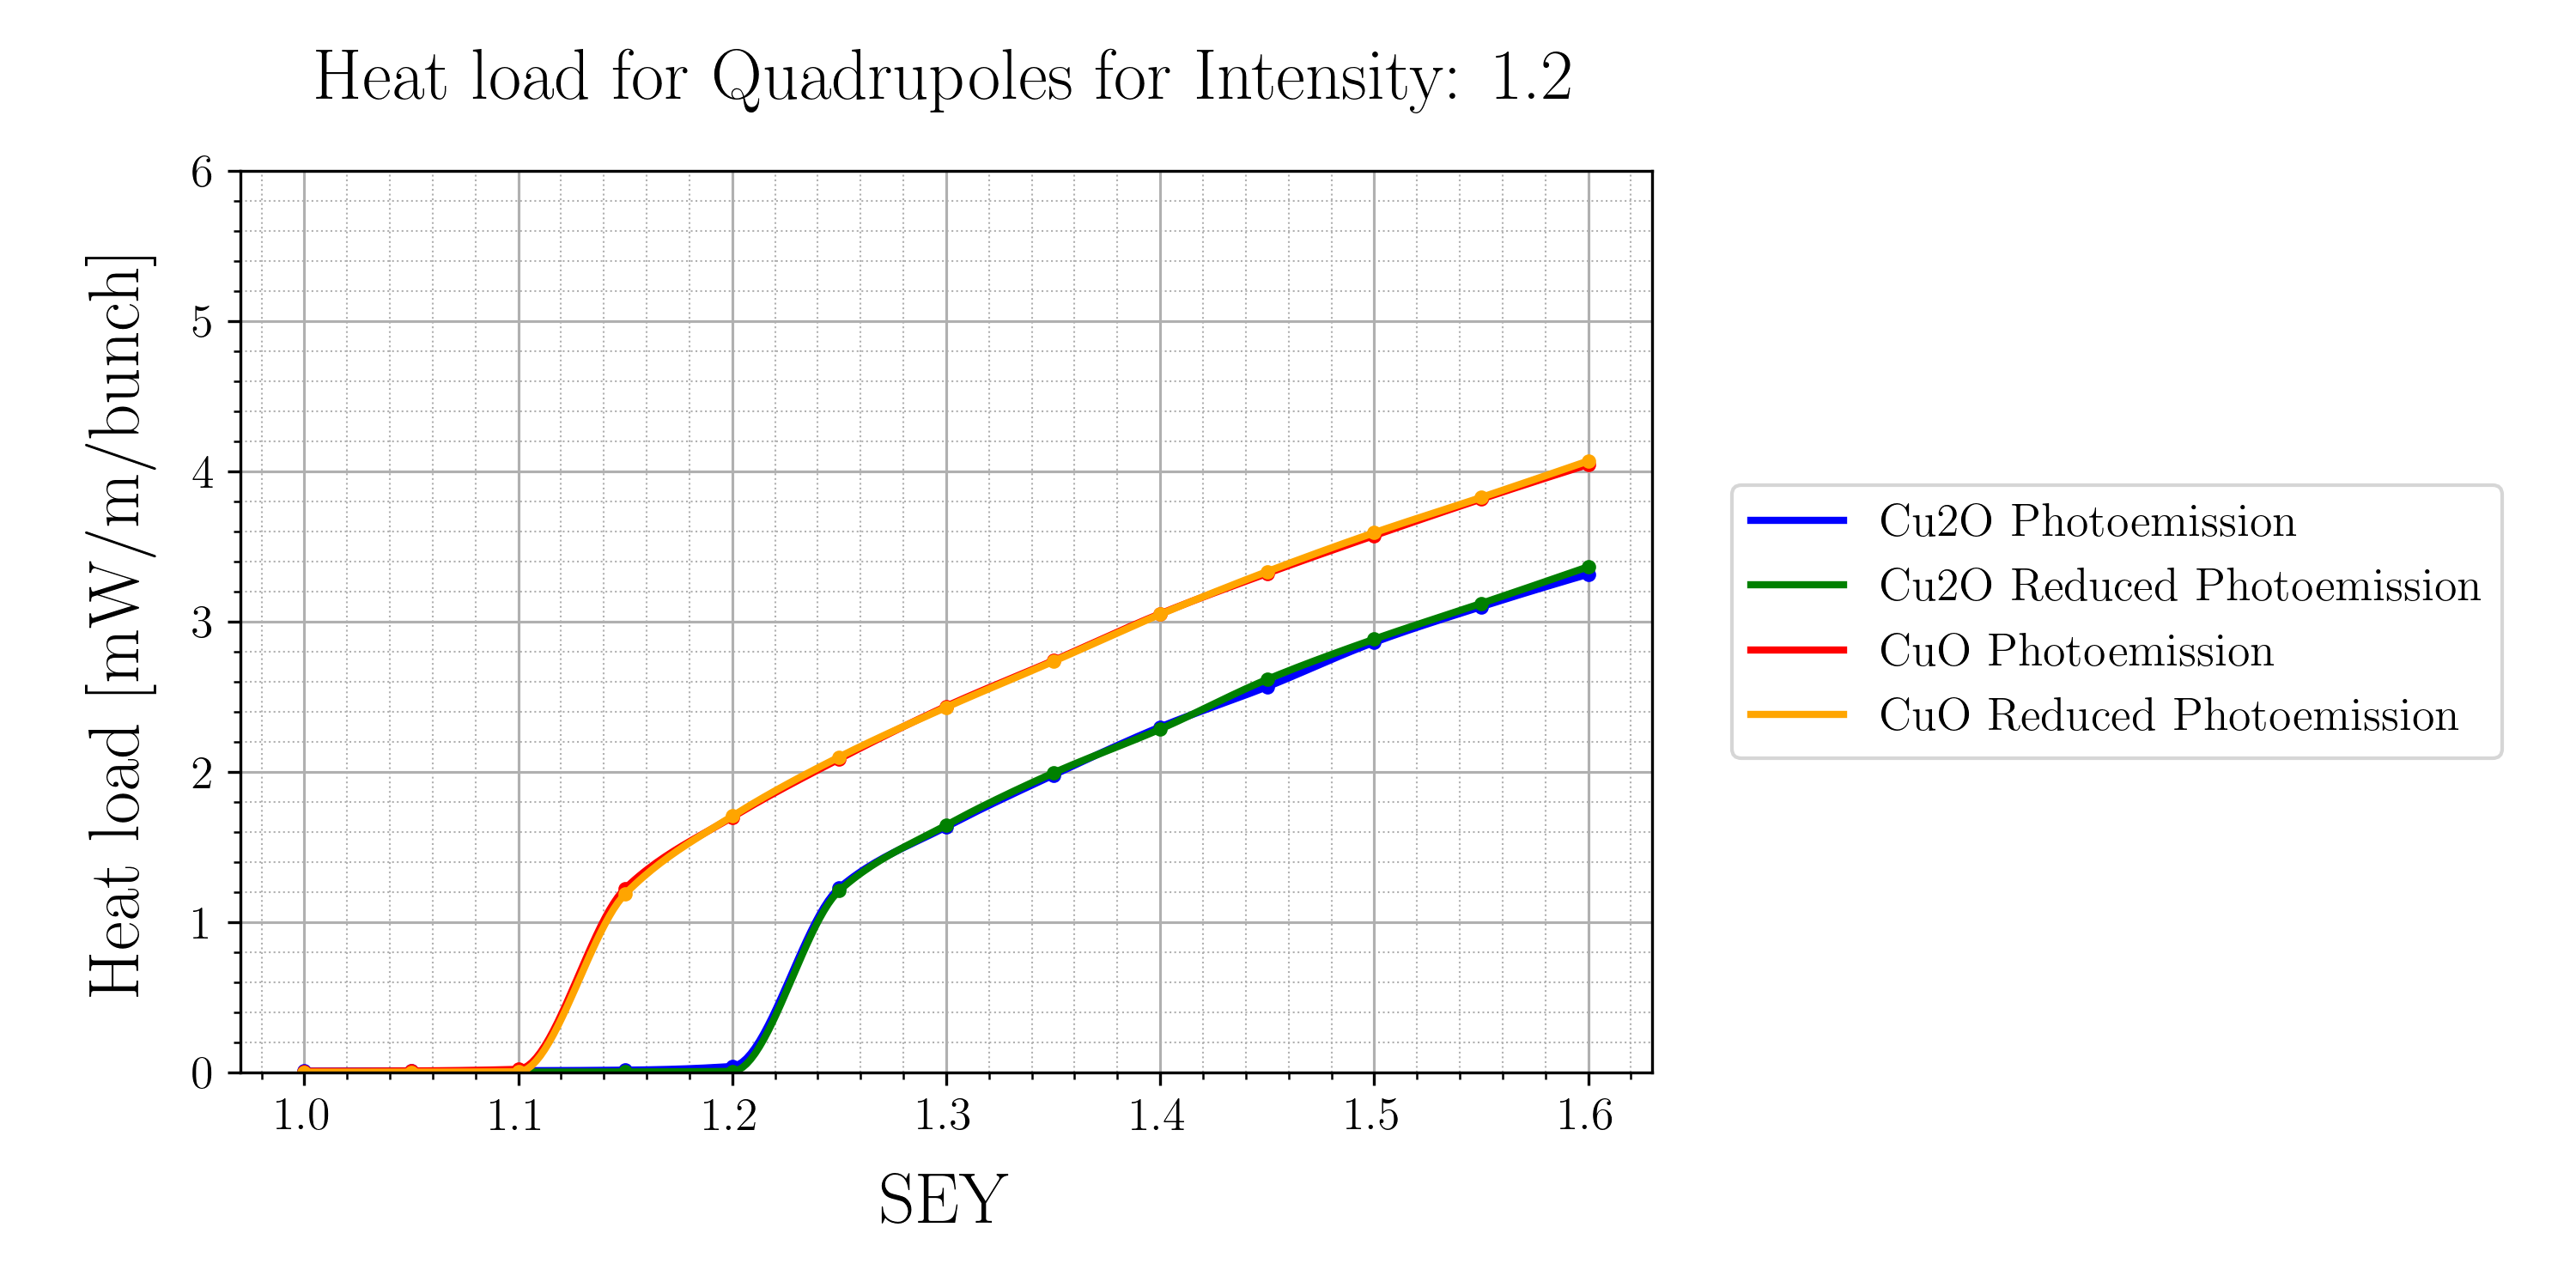 Heat load for Quadrupoles for Intensity: 1.2
Heat load [mW/m/bunch]
6
5
4
3
2
1
0
1.0 1.1 1.2 1.3 1.4 1.5 1.6
SEY
Cu2O Photoemission
Cu2O Reduced Photoemission
CuO Photoemission
CuO Reduced Photoemission